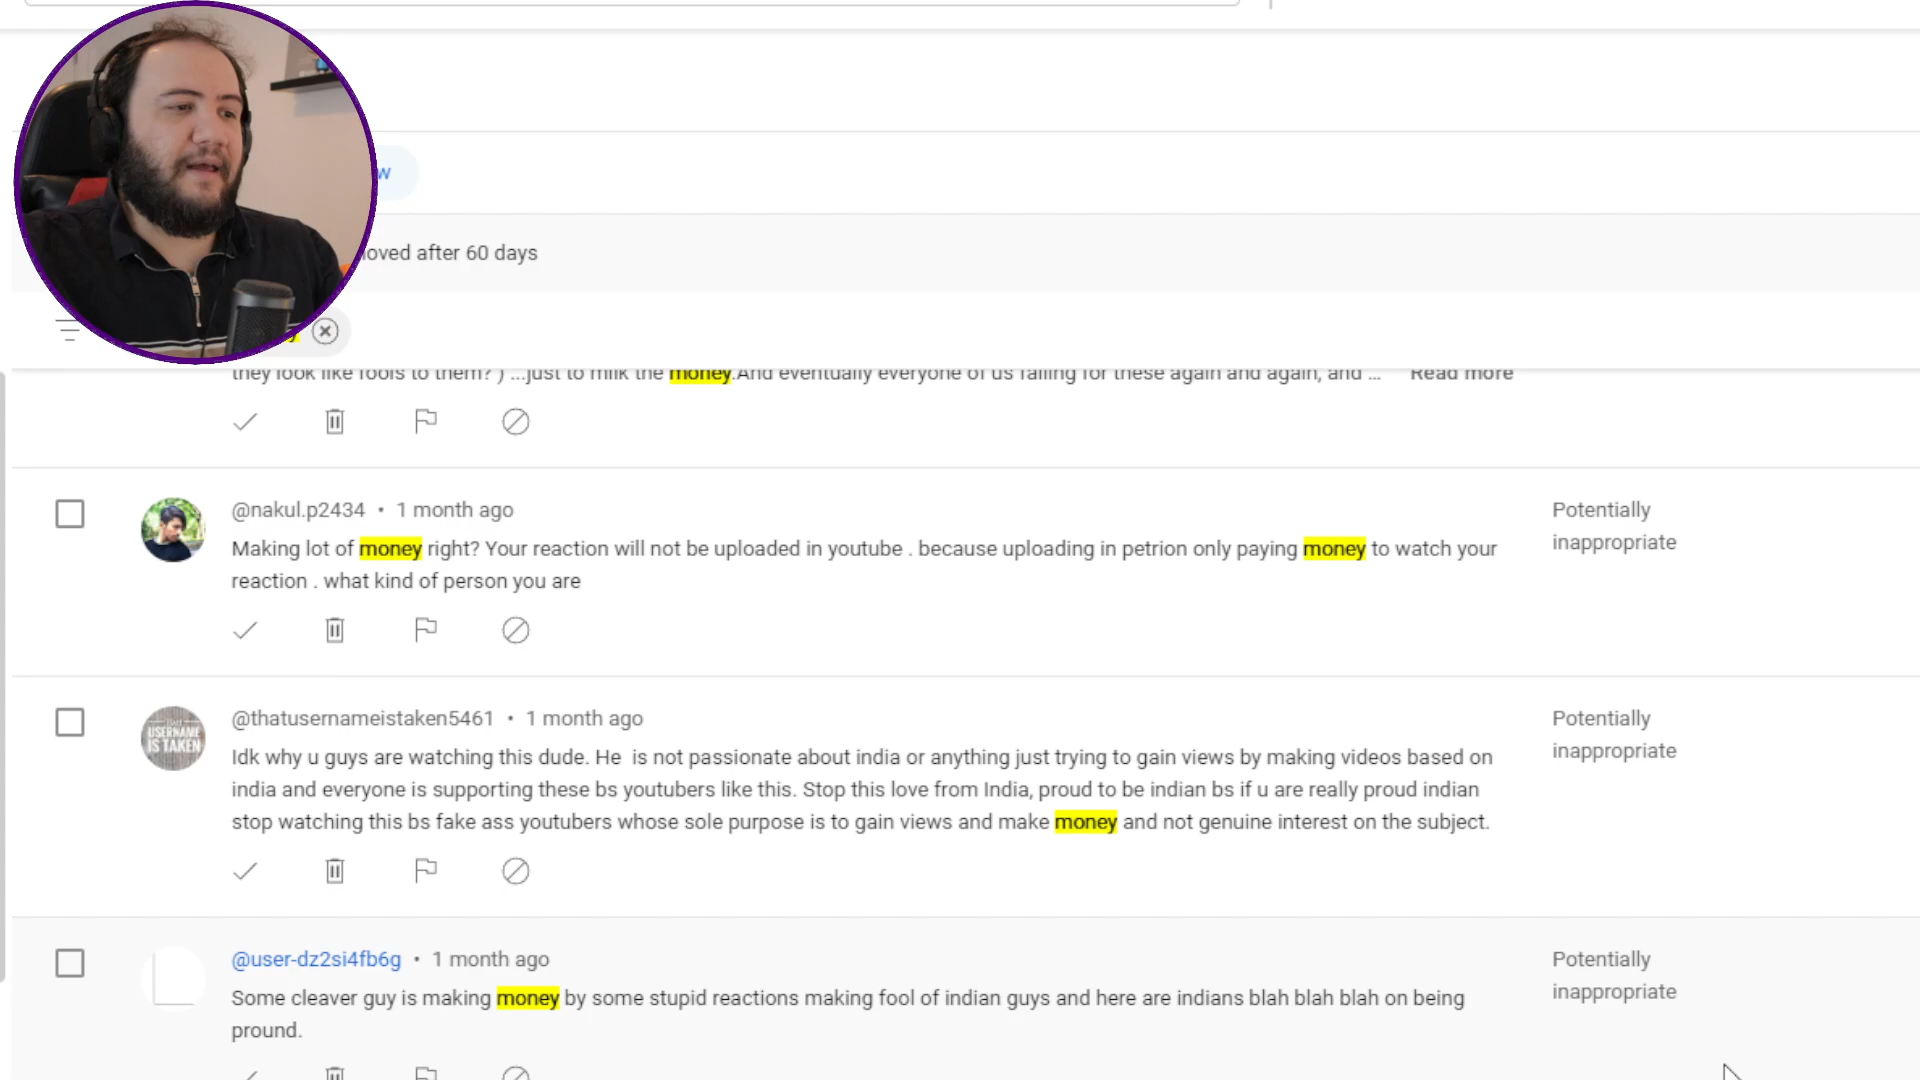 w
oved after 60 days
y
they look like fools to them? ) ...just to milk the money.And eventually everyone of us falling for these again and again, and ... Read more
@nakul.p2434 • 1 month ago
Potentially inappropriate
Making lot of money right? Your reaction will not be uploaded in youtube . because uploading in petrion only paying money to watch your
reaction . what kind of person you are
@thatusernameistaken5461 • 1 month ago
Potentially inappropriate
USERNAME
IS TAKEN
Idk why u guys are watching this dude. He  is not passionate about india or anything just trying to gain views by making videos based on
india and everyone is supporting these bs youtubers like this. Stop this love from India, proud to be indian bs if u are really proud indian
stop watching this bs fake ass youtubers whose sole purpose is to gain views and make money and not genuine interest on the subject.
@user-dz2si4fb6g • 1 month ago
Potentially inappropriate
Some cleaver guy is making money by some stupid reactions making fool of indian guys and here are indians blah blah blah on being
pround.